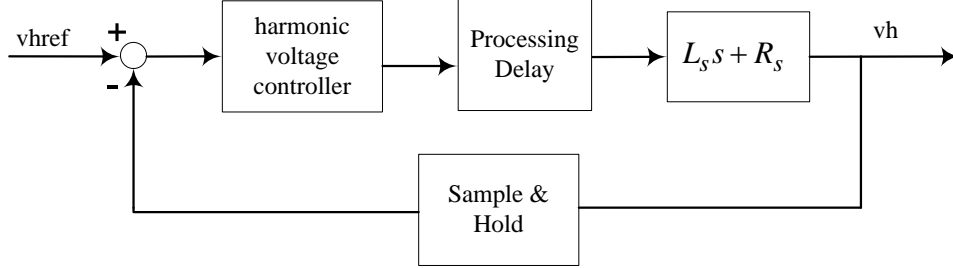 vhref
+
-
harmonic
voltage
controller
Processing
Delay
L_s s + R_s
vh
Sample &
Hold